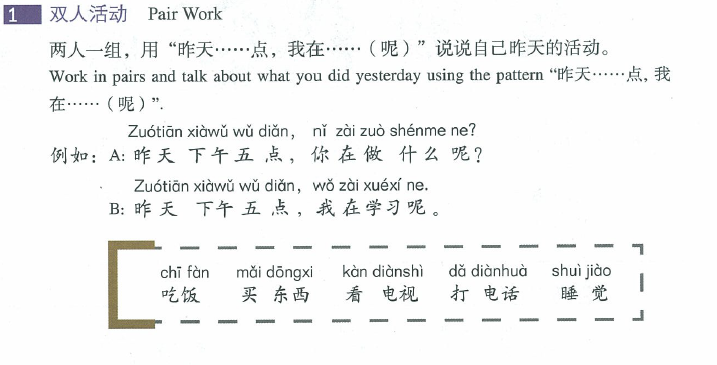 1 双人活动 Pair Work
两人一组，用“昨天……点，我在……（呢）”说说自己昨天的活动。
Work in pairs and talk about what you did yesterday using the pattern “昨天……点, 我
在……（呢）”.
Zuótiān xiàwǔ wǔ diǎn, nǐ zài zuò shénme ne?
例如：A: 昨天 下午五 点，你在做 什么 呢？
Zuótiān xiàwǔ wǔ diǎn, wǒ zài xuéxí ne.
B: 昨天 下午五 点，我在学习呢。
chī fàn mǎi dōngxi kàn diànshì dǎ diànhuà shuì jiào
吃饭 买 东西 看 电视 打 电话 睡 觉